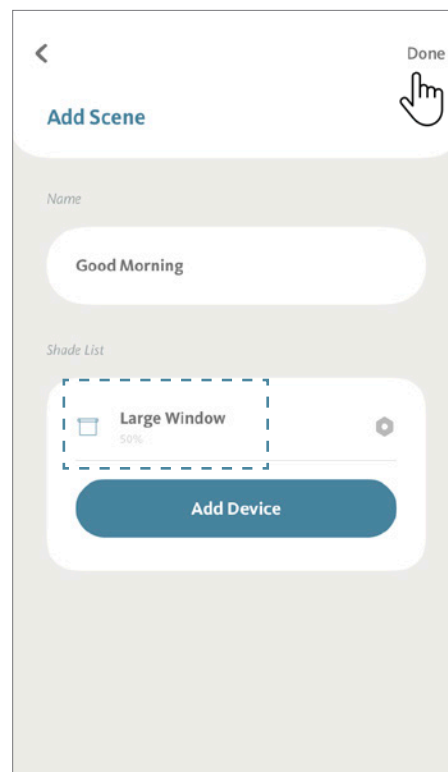 Done
Add Scene
Name
Good Morning
Shade List
Large Window
50%
Add Device